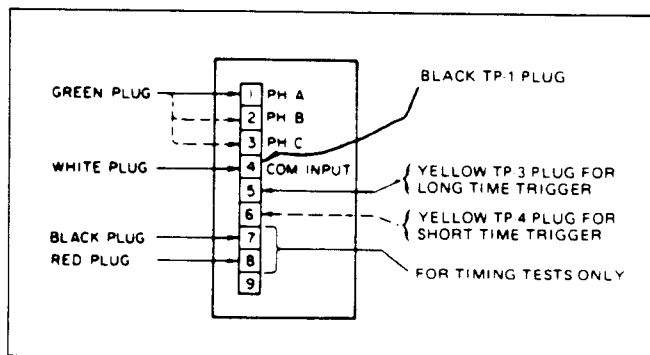 BLACK TP-1 PLUG
GREEN PLUG
1 PH A
2 PH B
3 PH C
WHITE PLUG
4 COM INPUT
5
YELLOW TP-3 PLUG FOR
LONG TIME TRIGGER
6
YELLOW TP-4 PLUG FOR
SHORT TIME TRIGGER
BLACK PLUG
7
RED PLUG
8
FOR TIMING TESTS ONLY
9